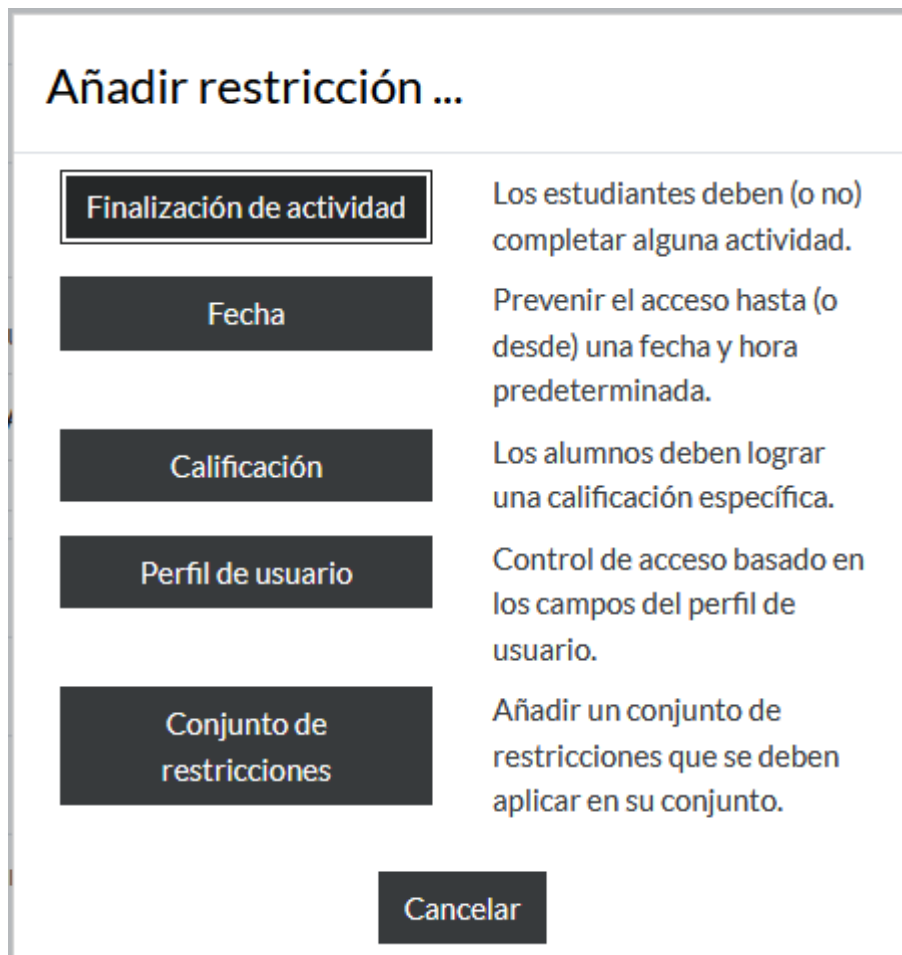 Añadir restricción ...
Finalización de actividad
Los estudiantes deben (o no)
completar alguna actividad.
Fecha
Prevenir el acceso hasta (o
desde) una fecha y hora
predeterminada.
Calificación
Los alumnos deben lograr
una calificación específica.
Perfil de usuario
Control de acceso basado en
los campos del perfil de
usuario.
Conjunto de
restricciones
Añadir un conjunto de
restricciones que se deben
aplicar en su conjunto.
Cancelar